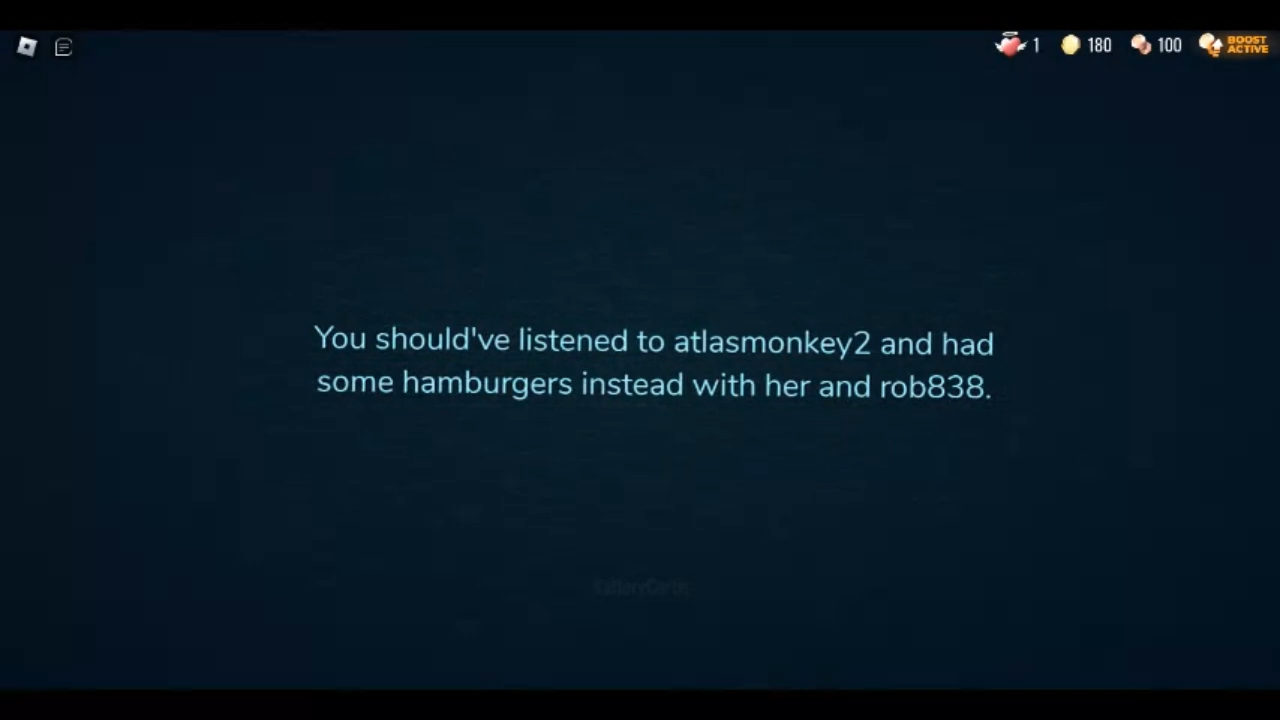 1 180 100 BOOST
ACTIVE
You should've listened to atlasmonkey2 and had
some hamburgers instead with her and rob838.